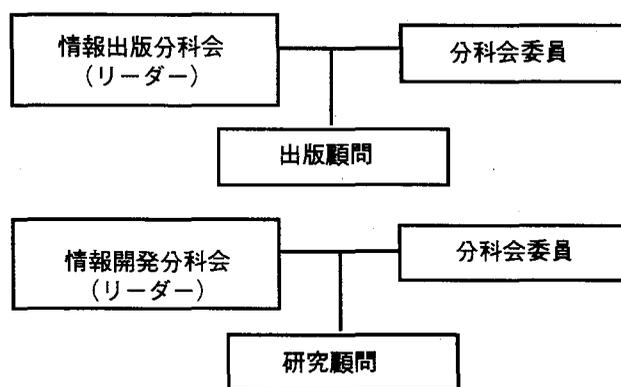 情報出版分科会
(リーダー)
分科会委員
出版顧問
情報開発分科会
(リーダー)
分科会委員
研究顧問